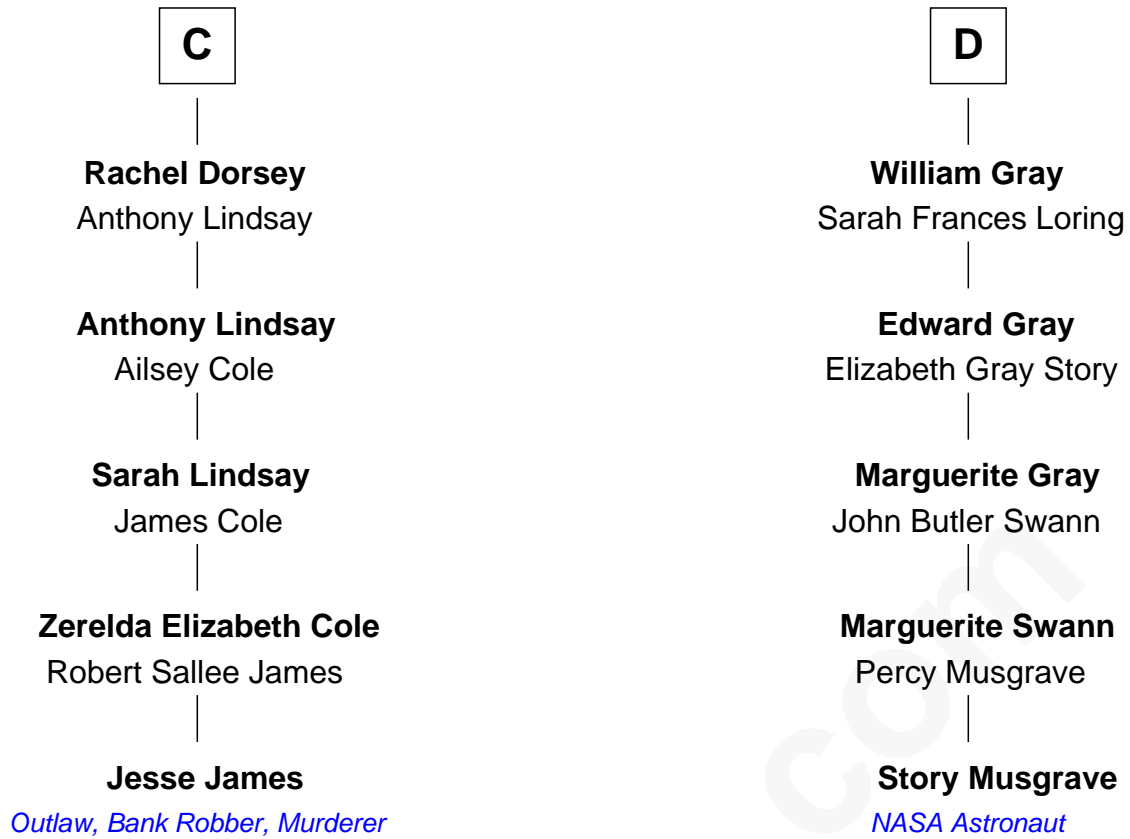 C
Rachel Dorsey
Anthony Lindsay
Anthony Lindsay
Ailsey Cole
Sarah Lindsay
James Cole
Zerelda Elizabeth Cole
Robert Sallee James
Jesse James
Outlaw, Bank Robber, Murderer
D
William Gray
Sarah Frances Loring
Edward Gray
Elizabeth Gray Story
Marguerite Gray
John Butler Swann
Marguerite Swann
Percy Musgrave
Story Musgrave
NASA Astronaut
com